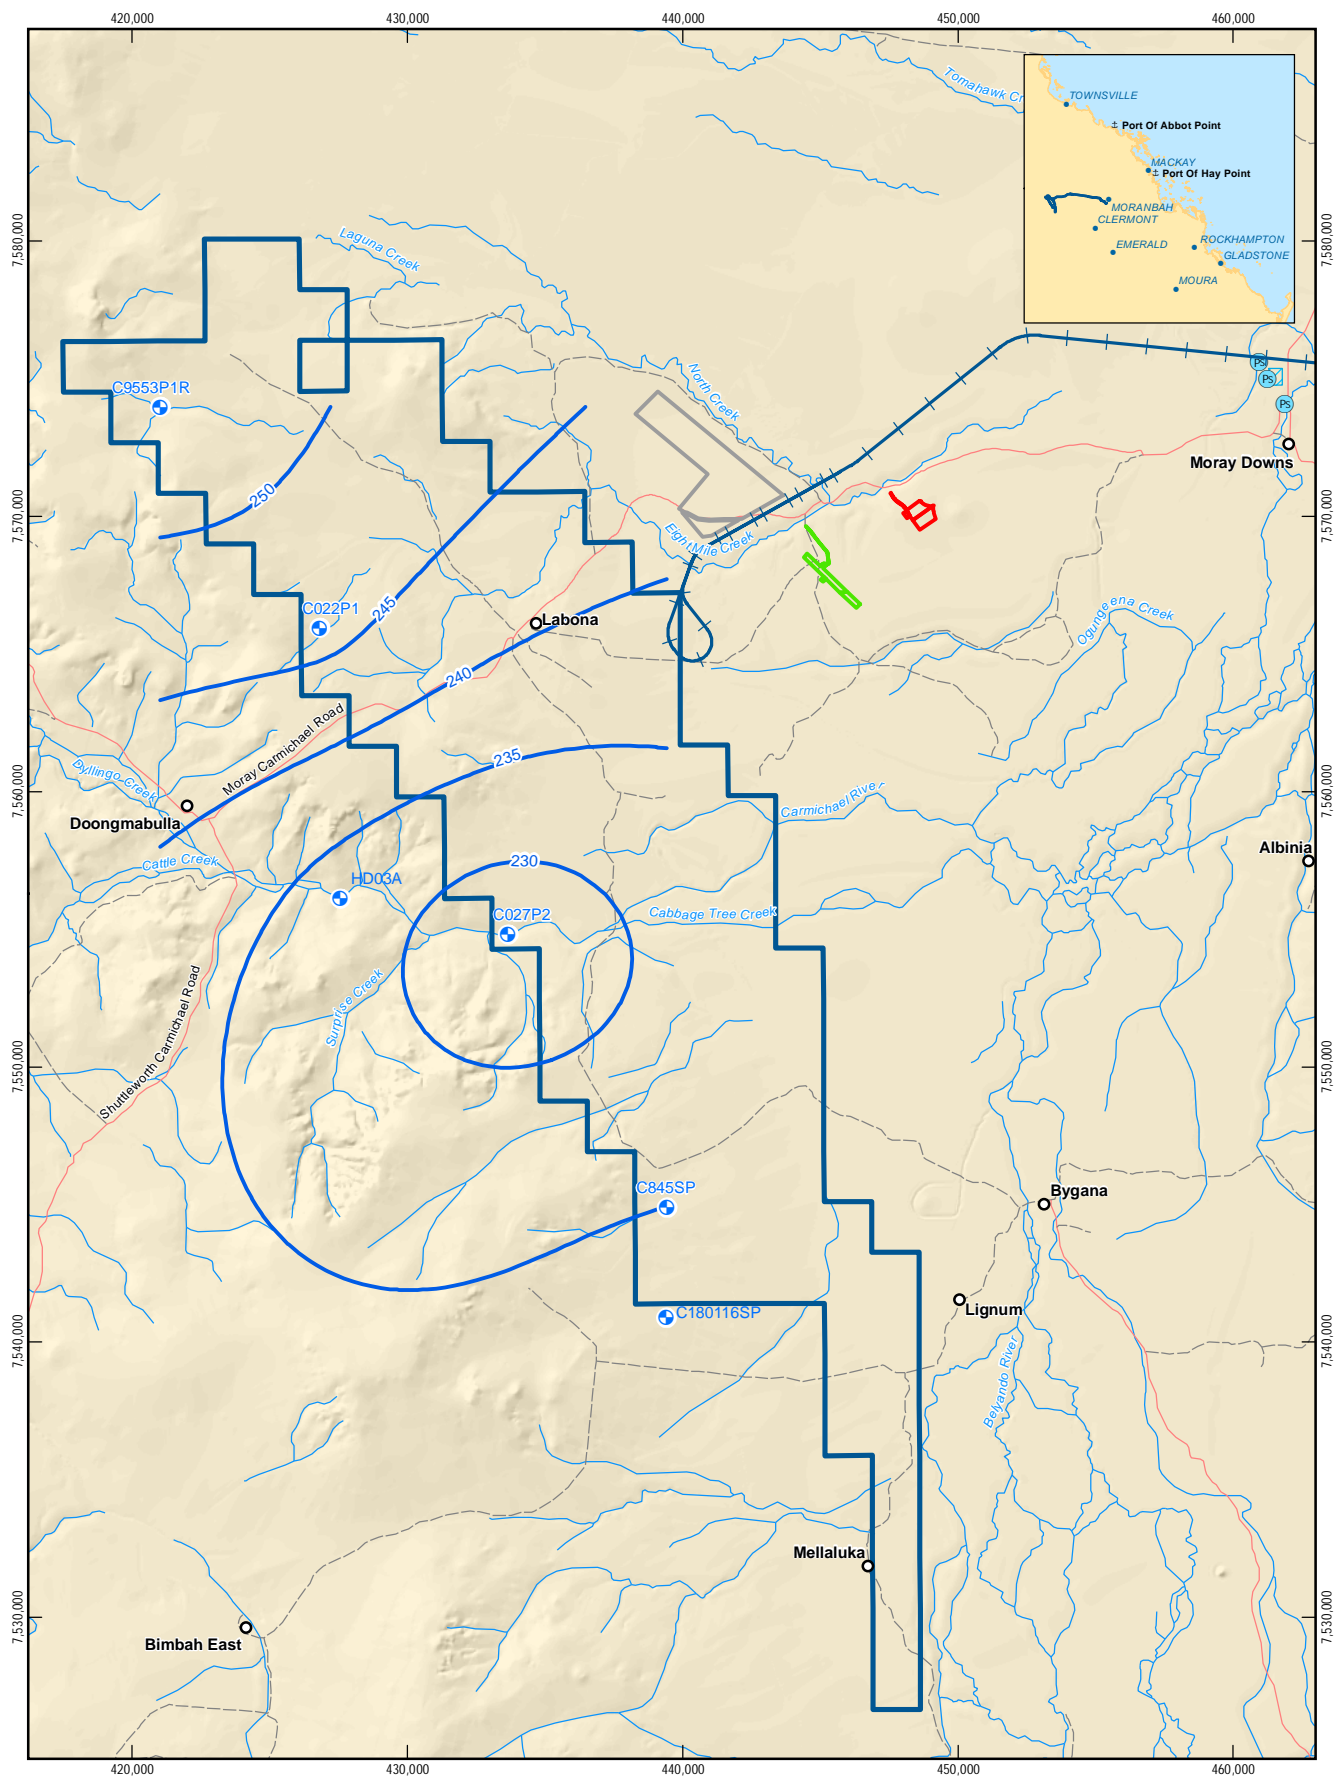 420,000
430,000
440,000
450,000
460,000
Tomahawk Cr
TOWNSVILLE
Port Of Abbot Point
MACKAY
Port Of Hay Point
MORANBAH
CLERMONT
EMERALD
ROCKHAMPTON
GLADSTONE
MOURA
7,580,000
7,580,000
Laguna Creek
North Creek
C9553P1R
Ps
Ps
Ps
Moray Downs
250
7,570,000
7,570,000
Eight Mile Creek
C022P1
245
Labona
Ogungeena Creek
240
Moray Carmichael Road
235
Dyllingo Creek
7,560,000
7,560,000
Carmichael River
Doongmabulla
Cattle Creek
Albinia
230
HD03A
C027P2
Cabbage Tree Creek
Surprise Creek
Shuttleworth Carmichael Road
7,550,000
7,550,000
C845SP
Bygana
C180116SP
Lignum
7,540,000
7,540,000
Belyando River
Mellaluka
7,530,000
7,530,000
Bimbah East
420,000
430,000
440,000
450,000
460,000